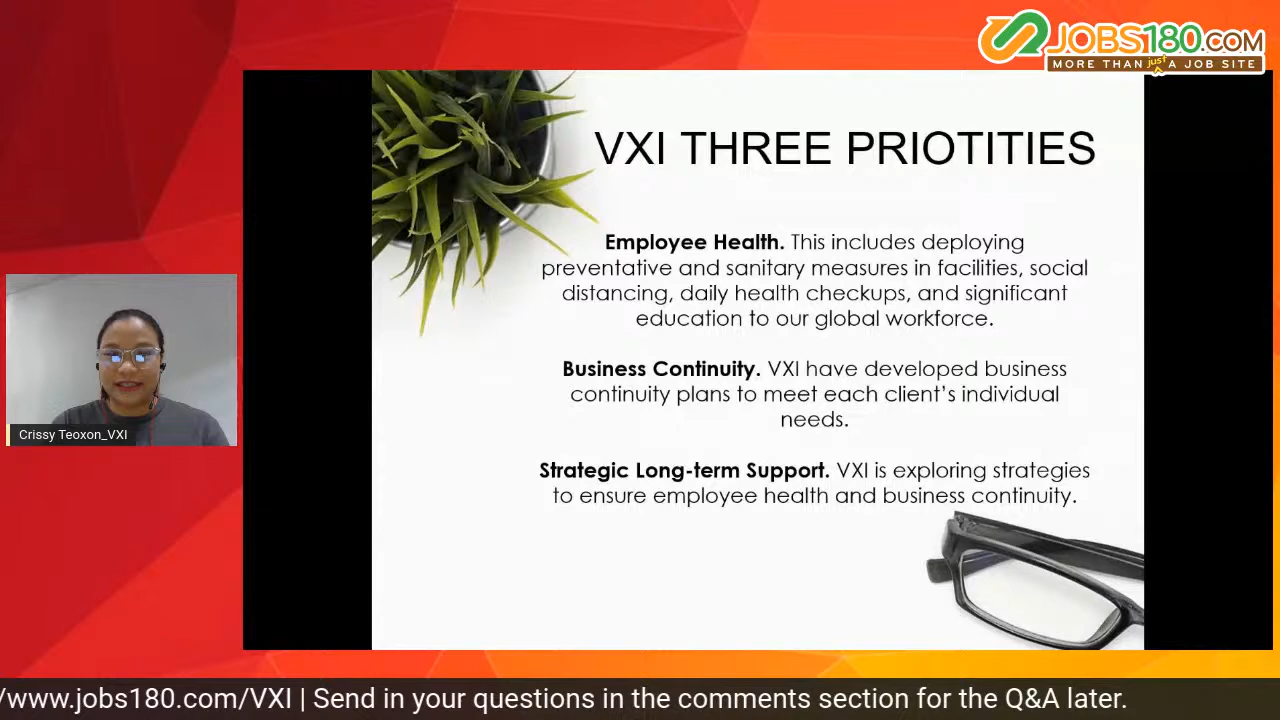 JOBS180.COM
MORE THAN just A JOB SITE
VXI THREE PRIOTITIES
Employee Health. This includes deploying
preventative and sanitary measures in facilities, social
distancing, daily health checkups, and significant
education to our global workforce.
Business Continuity. VXI have developed business
continuity plans to meet each client’s individual
needs.
Strategic Long-term Support. VXI is exploring strategies
to ensure employee health and business continuity.
Crissy Teoxon_VXI
/www.jobs180.com/VXI | Send in your questions in the comments section for the Q&A later.